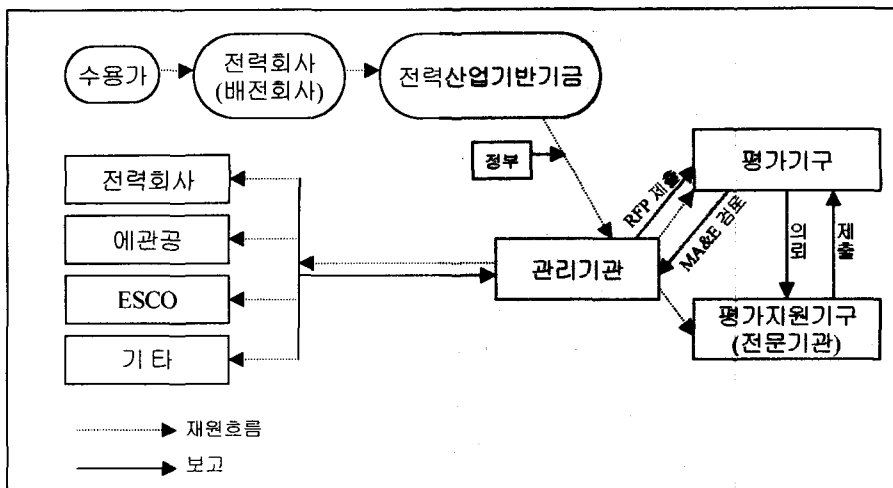 수용가
전력회사
(배전회사)
전력산업기반기금
정부
평가기구
전력회사
에관공
ESCO
기 타
관리기관
RFP 제출
MA&E 검토
의뢰
제출
평가지원기구
(전문기관)
재원흐름
보고